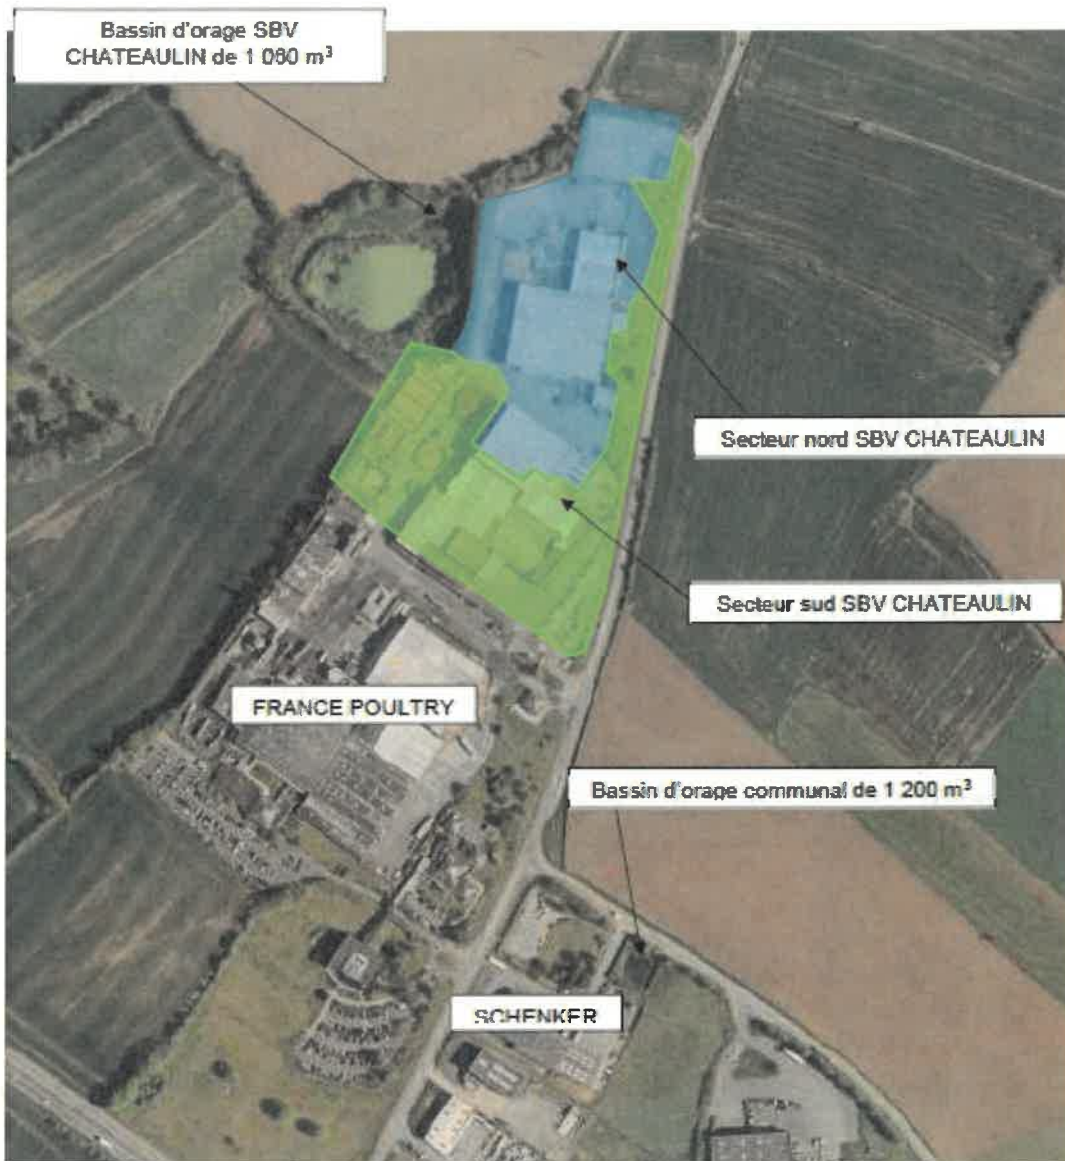 Bassin d'orage SBV
CHATEAULIN de 1 060 m³
Secteur nord SBV CHATEAULIN
Secteur sud SBV CHATEAULIN
FRANCE POULTRY
Bassin d'orage communal de 1 200 m³
SCHENKER